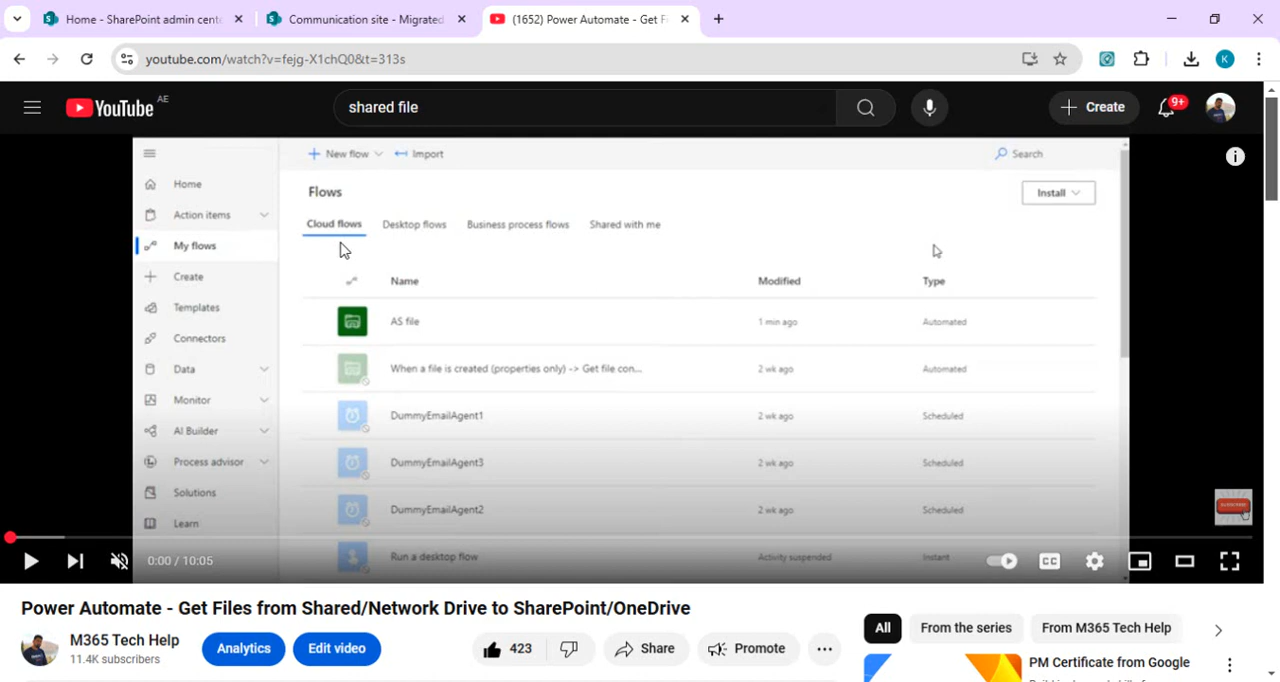 Home - SharePoint admin cente
Communication site - Migrated
(1652) Power Automate - Get Fi
youtube.com/watch?v=fejg-X1chQ0&t=313s
K
YouTube AE
shared file
Create
9+
New flow
Import
Search
Flows
Install
Cloud flows
Desktop flows
Business process flows
Shared with me
Home
Action items
My flows
Create
Templates
Connectors
Data
Monitor
AI Builder
Process advisor
Solutions
Learn
Name Modified Type
AS file 1 min ago Automated
When a file is created (properties only) -> Get file con... 2 wk ago Automated
DummyEmailAgent1 2 wk ago Scheduled
DummyEmailAgent3 2 wk ago Scheduled
DummyEmailAgent2 2 wk ago Scheduled
Run a desktop flow Activity suspended Instant
SUBSCRIBE
0:00 / 10:05
CC
Power Automate - Get Files from Shared/Network Drive to SharePoint/OneDrive
M365 Tech Help
11.4K subscribers
Analytics
Edit video
423
Share
Promote
All
From the series
From M365 Tech Help
PM Certificate from Google